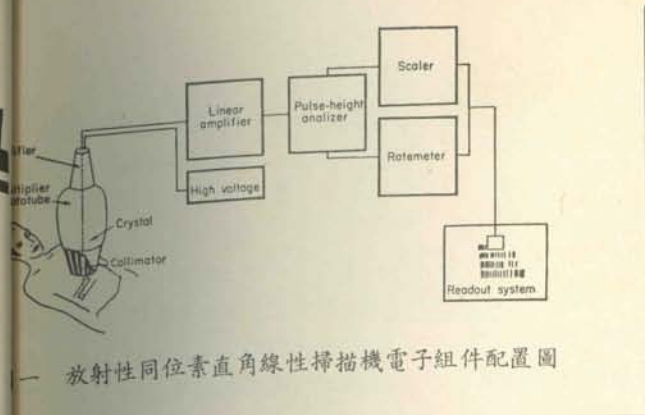 Scaler
Linear
amplifier
Pulse-height
analizer
Ratemeter
High voltage
Crystal
Collimator
Readout system
放射性同位素直角線性掃描機電子組件配置圖